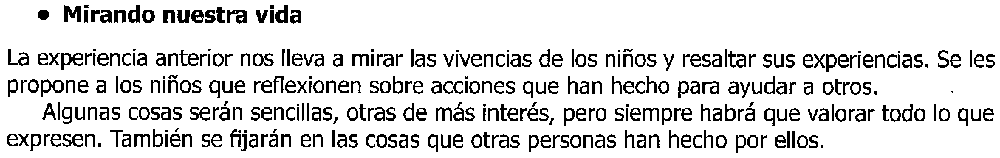 • Mirando nuestra vida
La experiencia anterior nos lleva a mirar las vivencias de los niños y resaltar sus experiencias. Se les
propone a los niños que reflexionen sobre acciones que han hecho para ayudar a otros.
Algunas cosas serán sencillas, otras de más interés, pero siempre habrá que valorar todo lo que
expresen. También se fijarán en las cosas que otras personas han hecho por ellos.